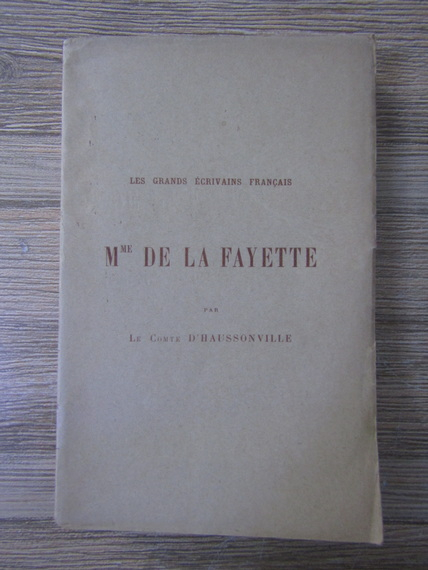 LES GRANDS ÉCRIVAINS FRANÇAIS
MME DE LA FAYETTE
PAR
LE COMTE D'HAUSSONVILLE